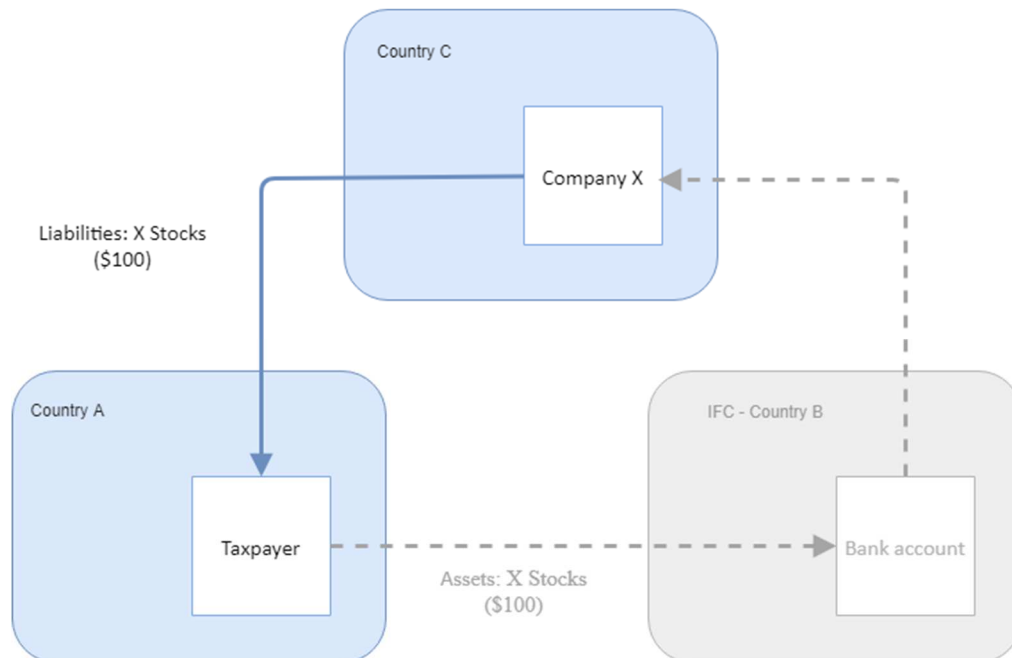 Country C
Company X
Liabilities: X Stocks
($100)
Country A
IFC - Country B
Taxpayer
Bank account
Assets: X Stocks
($100)